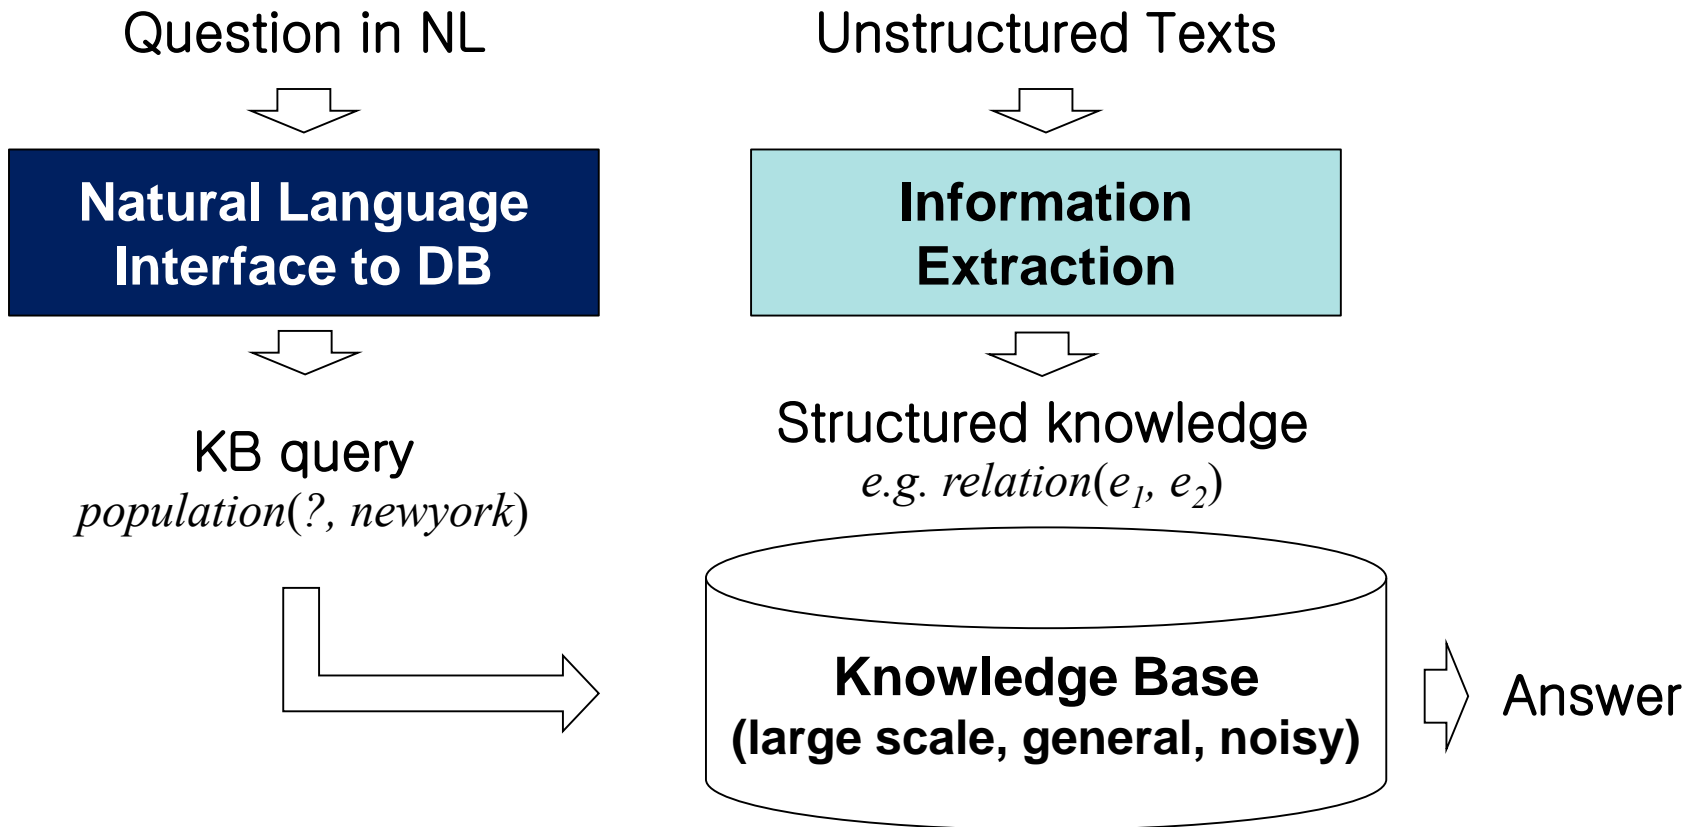 Question in NL
Natural Language
Interface to DB
KB query
population(?, newyork)
Unstructured Texts
Information
Extraction
Structured knowledge
e.g. relation(e1, e2)
Knowledge Base
(large scale, general, noisy)
Answer